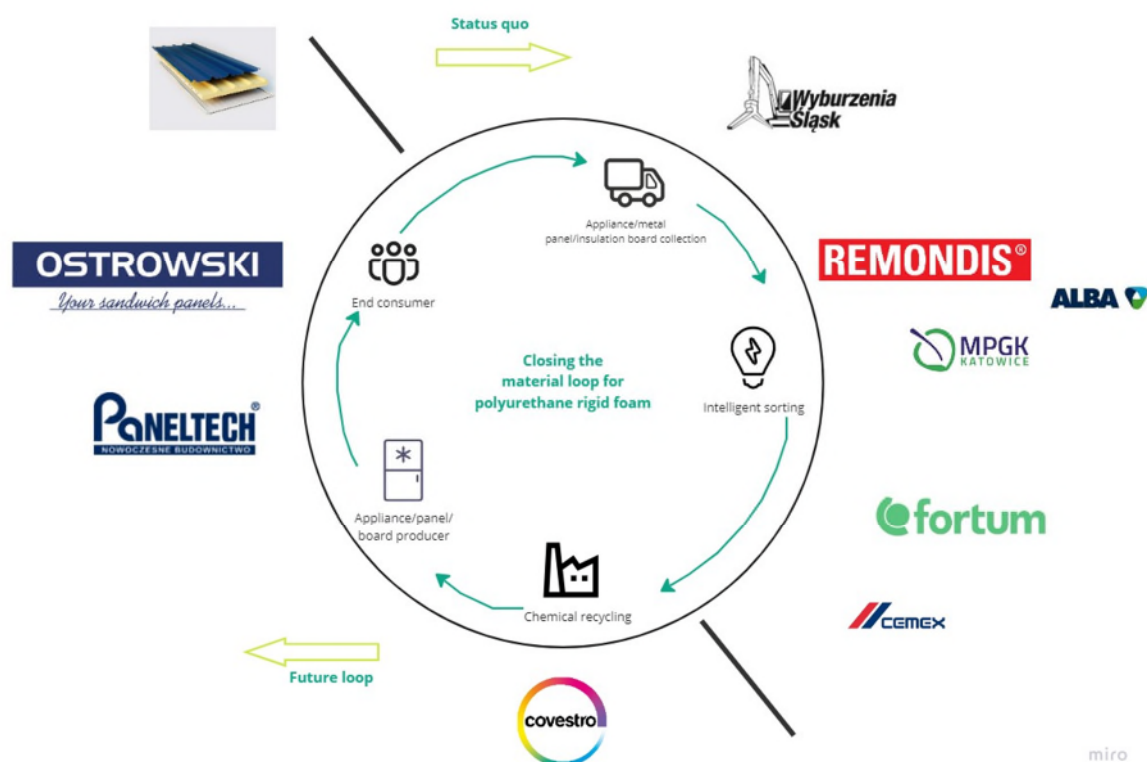 Status quo
Wyburzenia
Śląsk
Appliance/metal
panel/insulation board collection
OSTROWSKI
Your sandwich panels...
End consumer
REMONDIS®
ALBA
MPGK
KATOWICE
Closing the
material loop for
polyurethane rigid foam
Intelligent sorting
PANELTECH®
NOWOCZESNE BUDOWNICTWO
Appliance/panel/
board producer
fortum
Chemical recycling
CEMEX
Future loop
covestro
miro